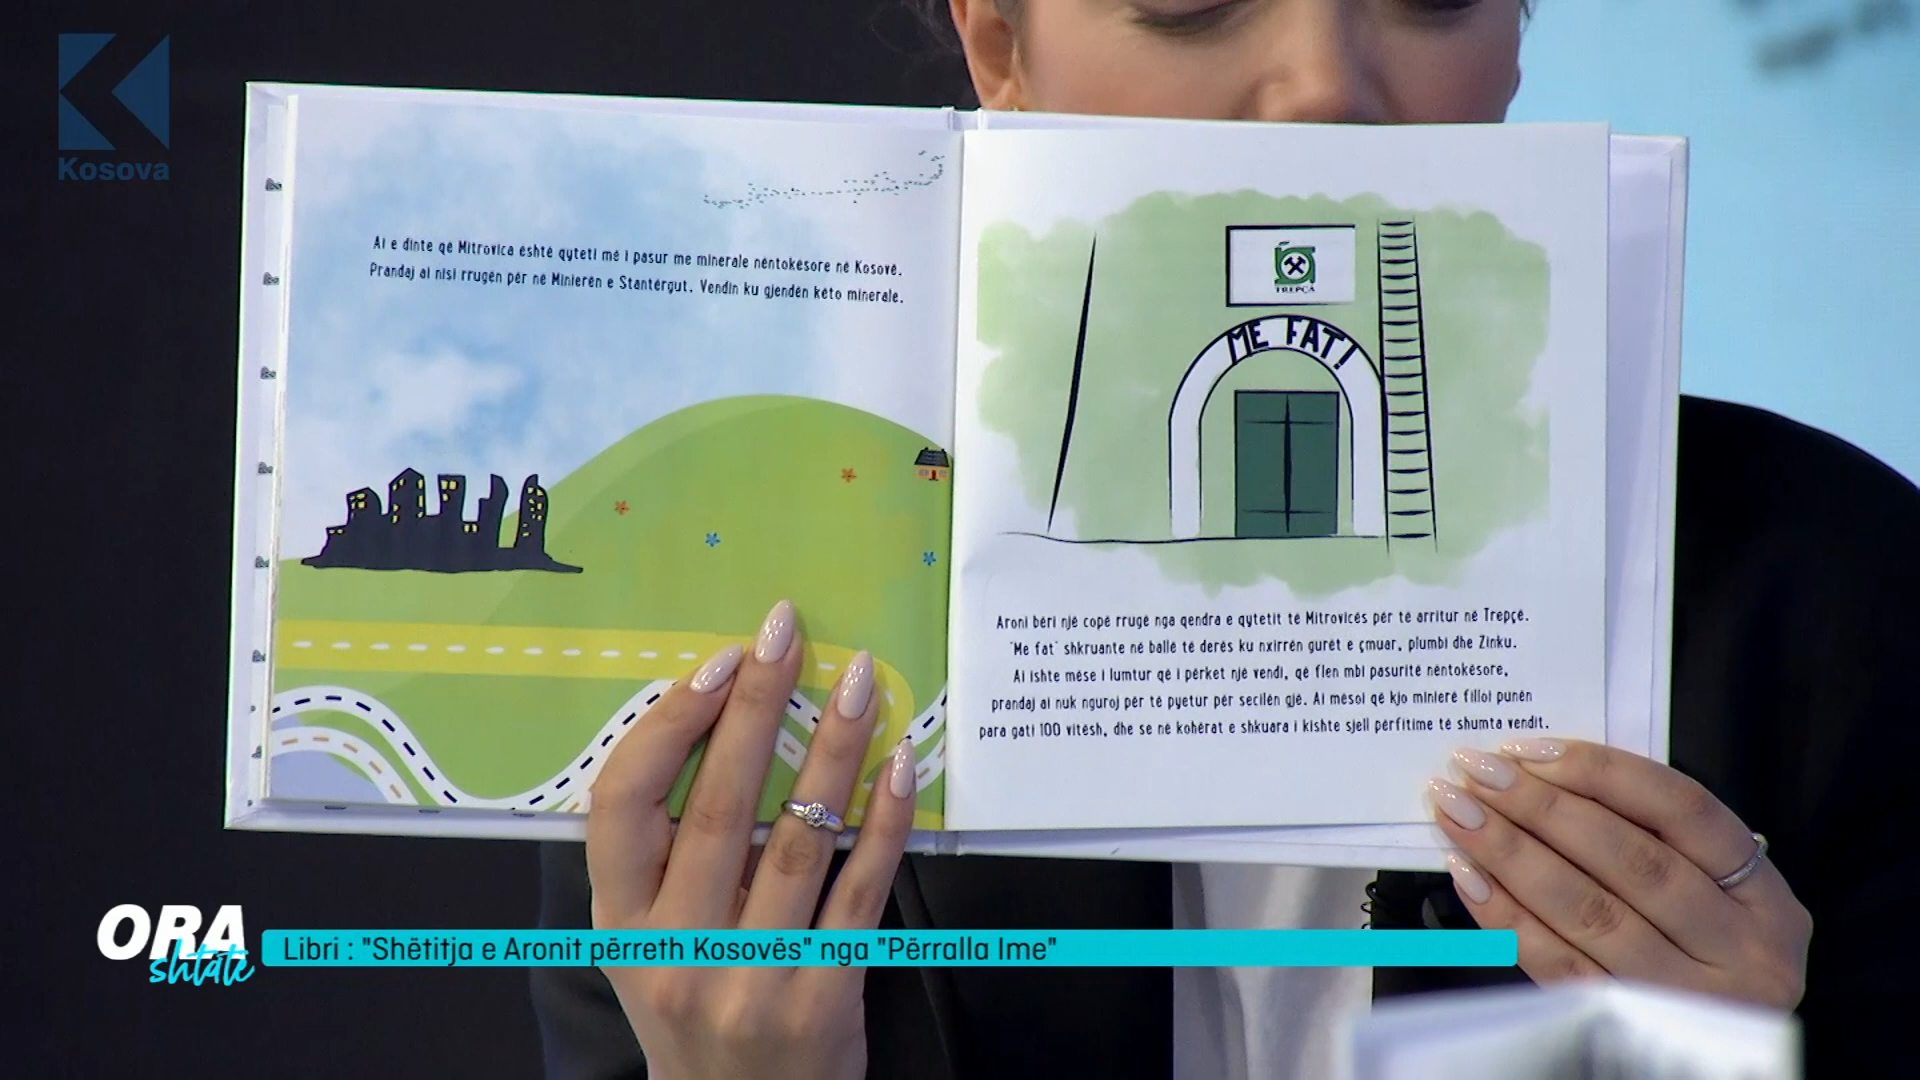 Kosova
Ai e dinte që Mitrovica është qyteti më i pasur me minerale nëntokësore në Kosovë.
Prandaj ai nisi rrugën për në Minierën e Stantërgut. Vendin ku gjendën këto minerale.
TREPÇA
ME FAT!
Aroni bëri një copë rrugë nga qendra e qytetit të Mitrovicës për të arritur në Trepçë.
"Me fat" shkruante në ballë të derës ku nxirrën gurët e çmuar, plumbi dhe Zinku.
Ai ishte mëse i lumtur që i përket një vendi, që flen mbi pasuritë nëntokësore,
prandaj ai nuk nguroj për të pyetur për secilën gjë. Ai mësoi që kjo minierë filloi punën
para gati 100 vitësh, dhe se në kohërat e shkuara i kishte sjell përfitime të shumta vendit.
ORA
shtatë
Libri : "Shëtitja e Aronit përreth Kosovës" nga "Përralla Ime"